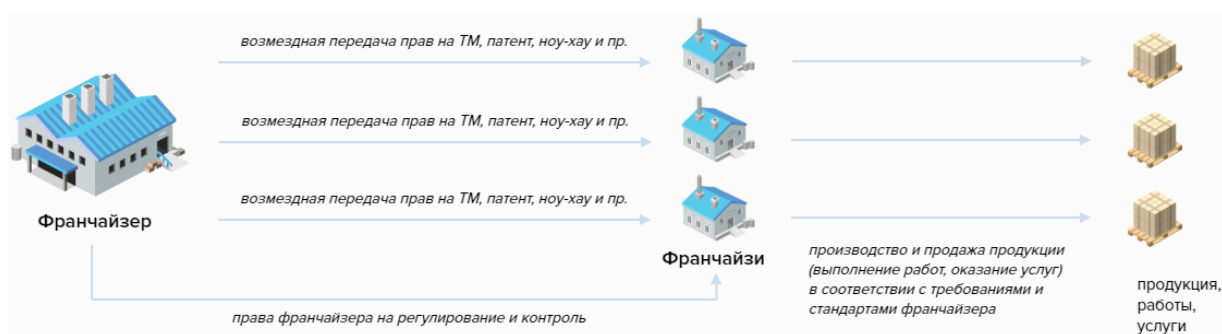 возмездная передача прав на ТМ, патент, ноу-хау и пр.
возмездная передача прав на ТМ, патент, ноу-хау и пр.
возмездная передача прав на ТМ, патент, ноу-хау и пр.
Франчайзер
Франчайзи
производство и продажа продукции
(выполнение работ, оказание услуг)
в соответствии с требованиями и
стандартами франчайзера
продукция,
работы,
услуги
права франчайзера на регулирование и контроль